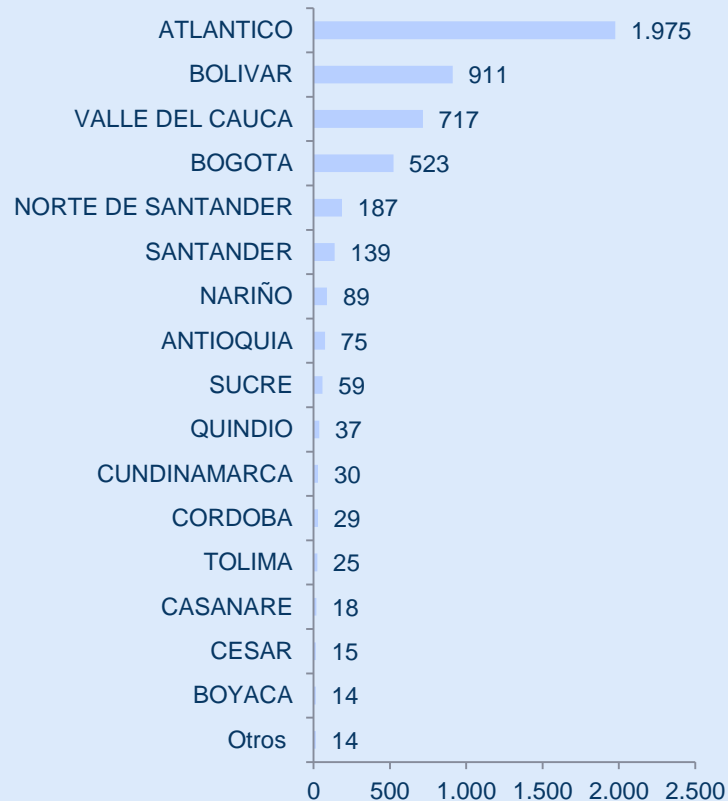 ATLANTICO 1.975
BOLIVAR 911
VALLE DEL CAUCA 717
BOGOTA 523
NORTE DE SANTANDER 187
SANTANDER 139
NARIÑO 89
ANTIOQUIA 75
SUCRE 59
QUINDIO 37
CUNDINAMARCA 30
CORDOBA 29
TOLIMA 25
CASANARE 18
CESAR 15
BOYACA 14
Otros 14
0 500 1.000 1.500 2.000 2.500